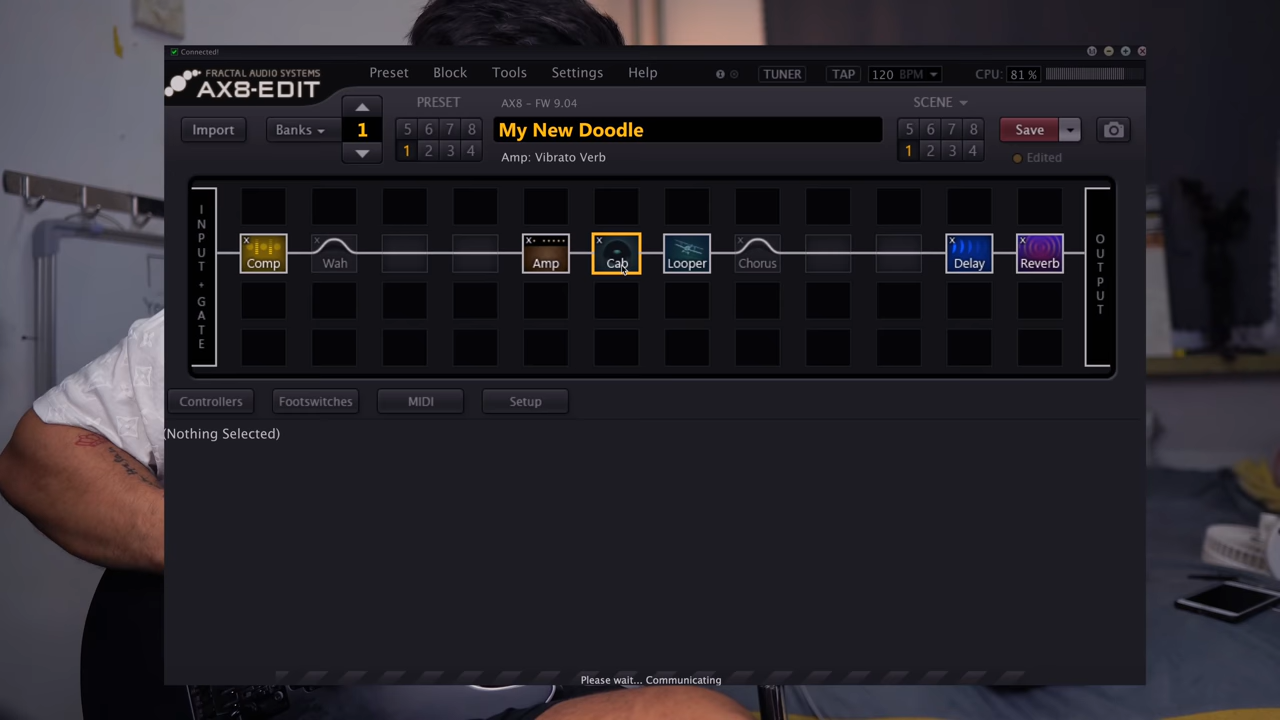 Connected!
FRACTAL AUDIO SYSTEMS
AX8-EDIT
Preset Block Tools Settings Help
TUNER TAP 120 BPM CPU: 81 %
Import Banks 1
PRESET
5 6 7 8
1 2 3 4
AX8 – FW 9.04
My New Doodle
Amp: Vibrato Verb
SCENE
5 6 7 8
1 2 3 4
Save
Edited
INPUT + GATE
X Comp
X Wah
X Amp
X Cab
X Looper
X Chorus
X Delay
X Reverb
OUTPUT
Controllers Footswitches MIDI Setup
(Nothing Selected)
Please wait... Communicating